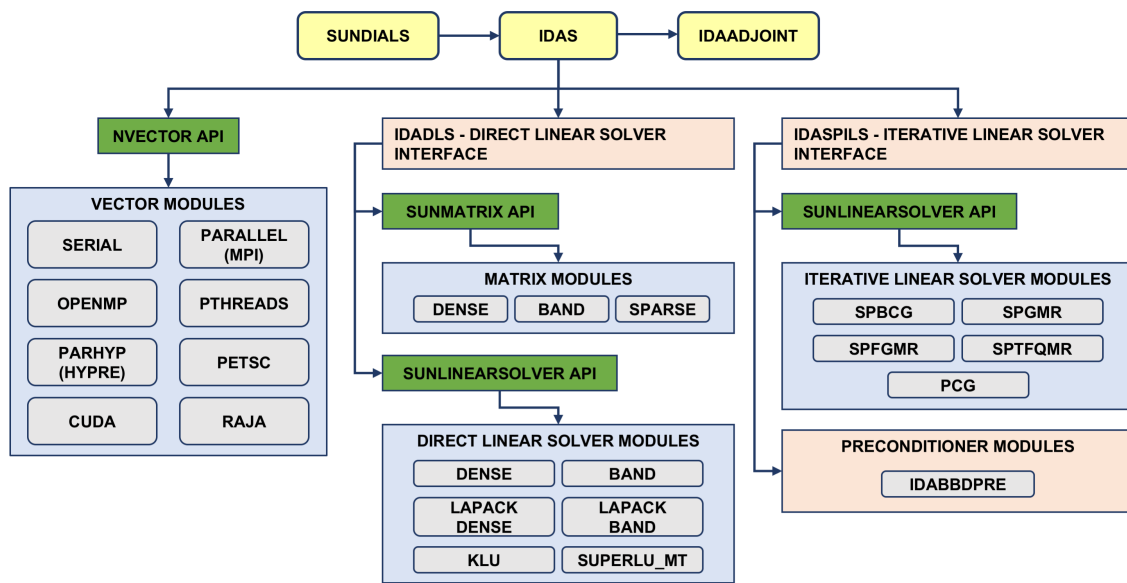 SUNDIALS
IDAS
IDAADJOINT
NVECTOR API
VECTOR MODULES
SERIAL
PARALLEL
(MPI)
OPENMP
PTHREADS
PARHYP
(HYPRE)
PETSC
CUDA
RAJA
IDADLS - DIRECT LINEAR SOLVER
INTERFACE
SUNMATRIX API
MATRIX MODULES
DENSE
BAND
SPARSE
SUNLINEARSOLVER API
DIRECT LINEAR SOLVER MODULES
DENSE
BAND
LAPACK
DENSE
LAPACK
BAND
KLU
SUPERLU_MT
IDASPILS - ITERATIVE LINEAR SOLVER
INTERFACE
SUNLINEARSOLVER API
ITERATIVE LINEAR SOLVER MODULES
SPBCG
SPGMR
SPFGMR
SPTFQMR
PCG
PRECONDITIONER MODULES
IDABBDPRE